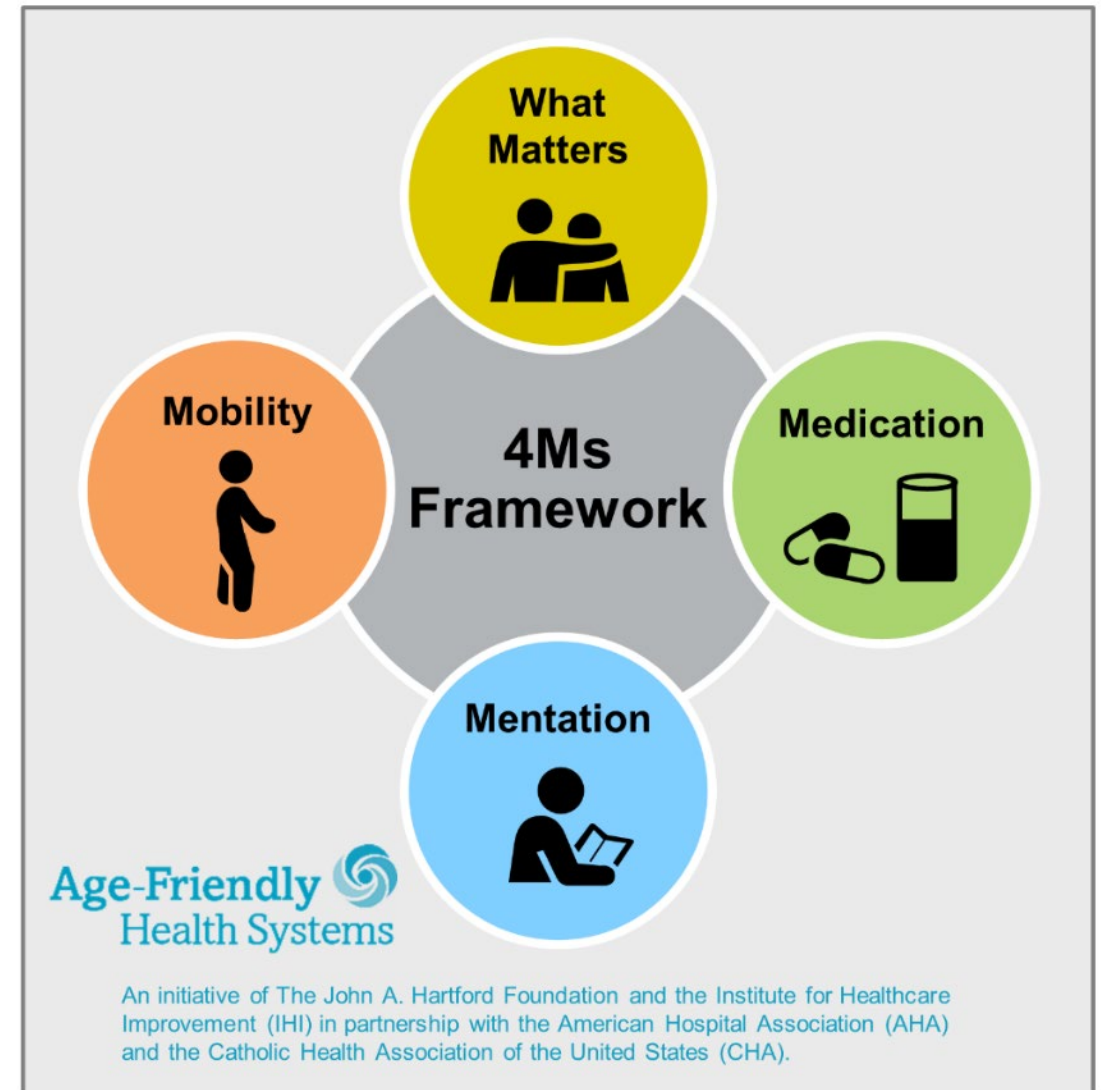 What
Matters
Mobility
4Ms
Framework
Medication
Mentation
Age-Friendly
Health Systems
An initiative of The John A. Hartford Foundation and the Institute for Healthcare
Improvement (IHI) in partnership with the American Hospital Association (AHA)
and the Catholic Health Association of the United States (CHA).